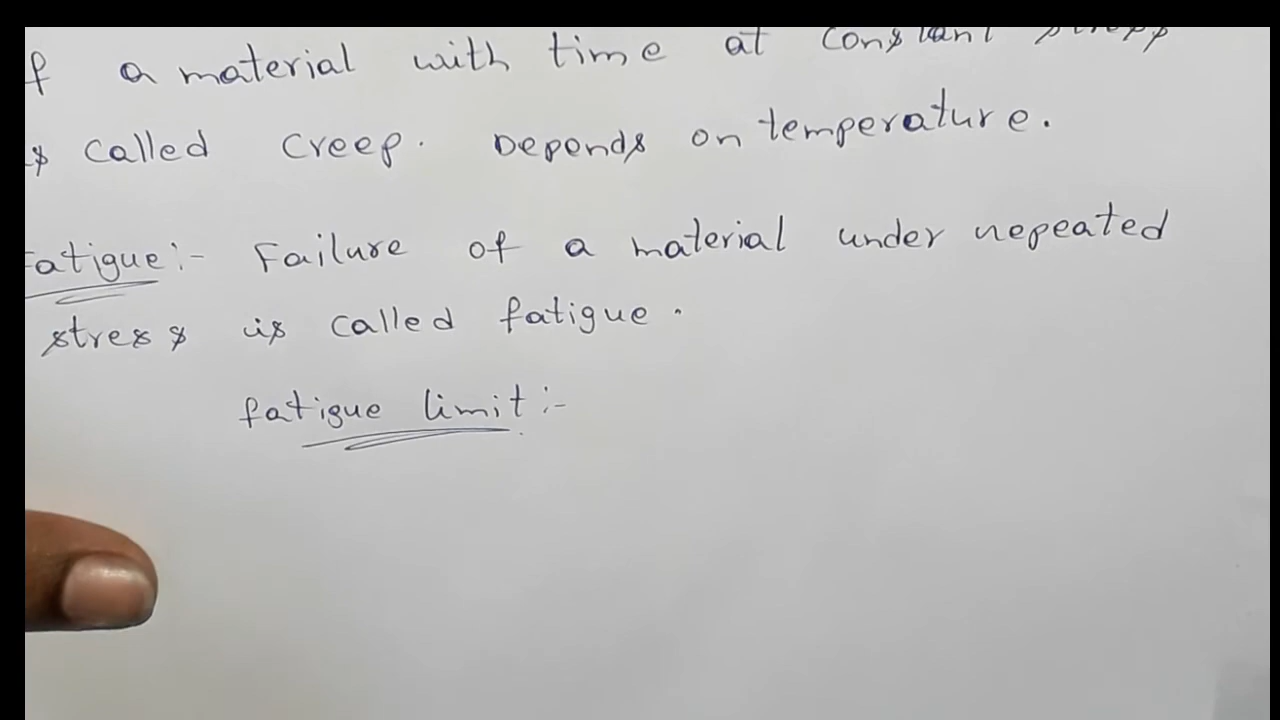 f a material with time at constant stress
is called creep. Depends on temperature.
Fatigue:- Failure of a material under repeated
stress is called fatigue.
fatigue limit:-